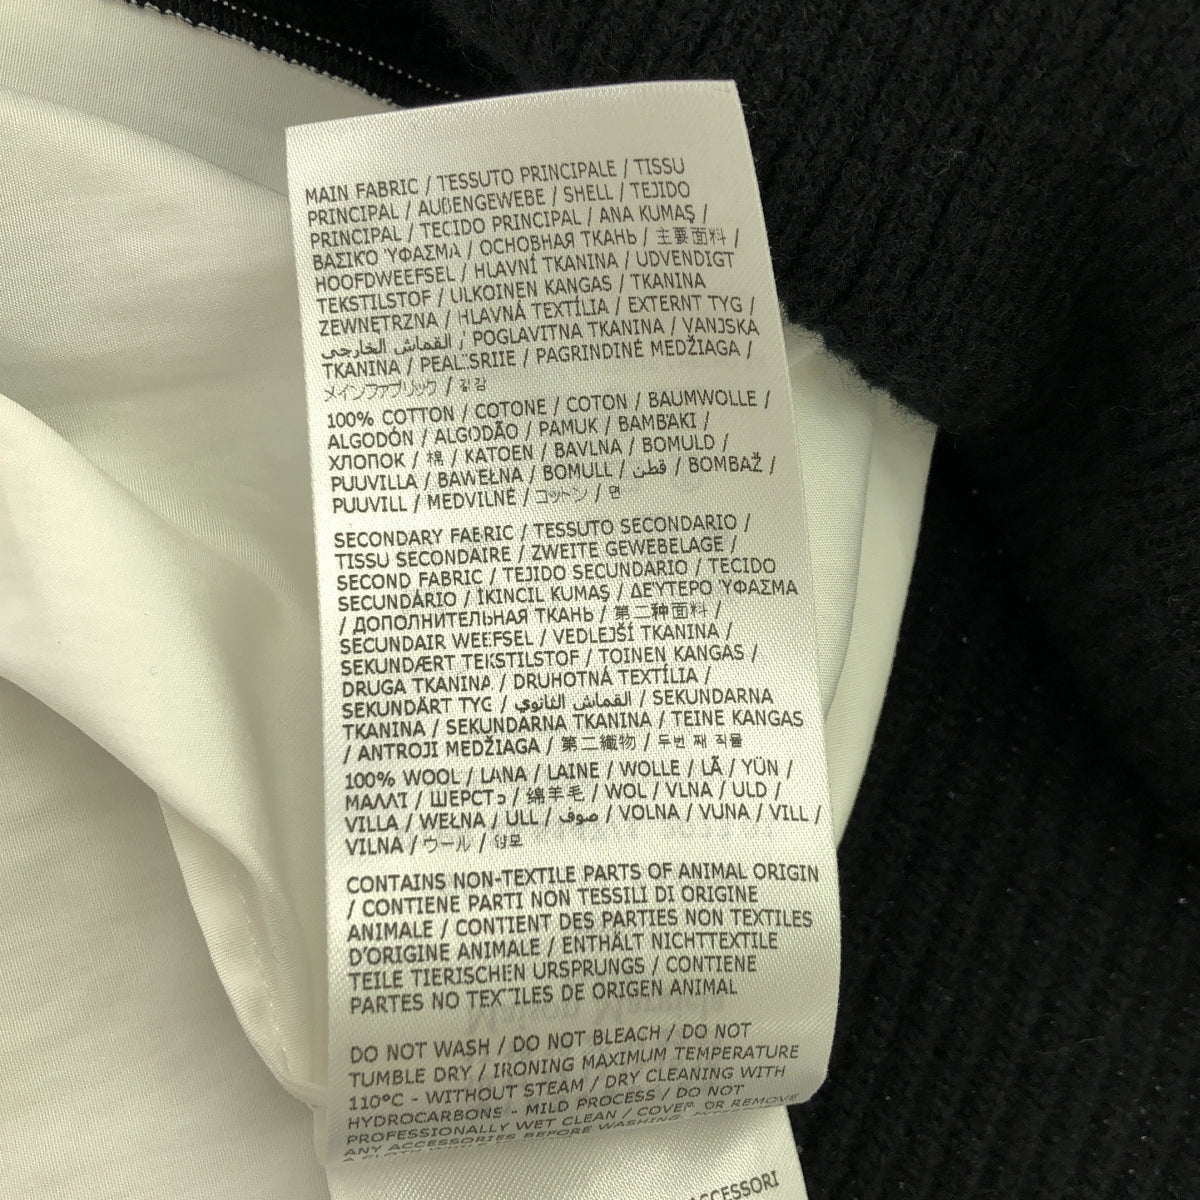 MAIN FABRIC / TESSUTO PRINCIPALE / TISSU
PRINCIPAL / AUßENGEWEBE / SHELL / TEJIDO
PRINCIPAL / TECIDO PRINCIPAL / ANA KUMAŞ /
ΒΑΣΙΚΟ ΎΦΑΣΜΑ / ОСНОВНАЯ ТКАНЬ / 主要面料 /
HOOFDWEEFSEL / HLAVNÍ TKANINA / UDVENDIGT
TEKSTILSTOF / ULKOINEN KANGAS / TKANINA
ZEWNĘTRZNA / HLAVNÁ TEXTÍLIA / EXTERNT TYG /
القماش الخارجي / POGLAVITNA TKANINA / VANJSKA
TKANINA / PEALISRIIE / PAGRINDINĖ MEDŽIAGA /
メインファブリック / 겉감
100% COTTON / COTONE / COTON / BAUMWOLLE /
ALGODÓN / ALGODÃO / PAMUK / ΒΑΜΒΆΚΙ /
ХЛОПОК / 棉 / KATOEN / BAVLNA / BOMULD /
PUUVILLA / BAWEŁNA / BOMULL / قطن / BOMBAŽ /
PUUVILL / MEDVILNĖ / コットン / 면
SECONDARY FABRIC / TESSUTO SECONDARIO /
TISSU SECONDAIRE / ZWEITE GEWEBELAGE /
SECOND FABRIC / TEJIDO SECUNDARIO / TECIDO
SECUNDÁRIO / İKINCIL KUMAŞ / ΔΕΥΤΕΡΟ ΎΦΑΣΜΑ
/ ДОПОЛНИТЕЛЬНАЯ ТКАНЬ / 第二种面料 /
SECUNDAIR WEEFSEL / VEDLEJŠÍ TKANINA /
SEKUNDÆRT TEKSTILSTOF / TOINEN KANGAS /
DRUGA TKANINA / DRUHOTNÁ TEXTÍLIA /
SEKUNDÄRT TYG / القماش الثانوي / SEKUNDARNA
TKANINA / SEKUNDARNA TKANINA / TEINE KANGAS
/ ANTROJI MEDŽIAGA / 第二織物 / 두번 째 직물
100% WOOL / LANA / LAINE / WOLLE / LÃ / YÜN /
ΜΑΛΛΊ / ШЕРСТЬ / 绵羊毛 / WOL / VLNA / ULD /
VILLA / WEŁNA / ULL / صوف / VOLNA / VUNA / VILL /
VILNA / ウール / 양모
CONTAINS NON-TEXTILE PARTS OF ANIMAL ORIGIN
/ CONTIENE PARTI NON TESSILI DI ORIGINE
ANIMALE / CONTIENT DES PARTIES NON TEXTILES
D'ORIGINE ANIMALE / ENTHÄLT NICHTTEXTILE
TEILE TIERISCHEN URSPRUNGS / CONTIENE
PARTES NO TEXTILES DE ORIGEN ANIMAL
DO NOT WASH / DO NOT BLEACH / DO NOT
TUMBLE DRY / IRONING MAXIMUM TEMPERATURE
110°C - WITHOUT STEAM / DRY CLEANING WITH
HYDROCARBONS - MILD PROCESS / DO NOT
PROFESSIONALLY WET CLEAN / COVER OR REMOVE
ANY ACCESSORIES BEFORE WASHING,
A CLOTH